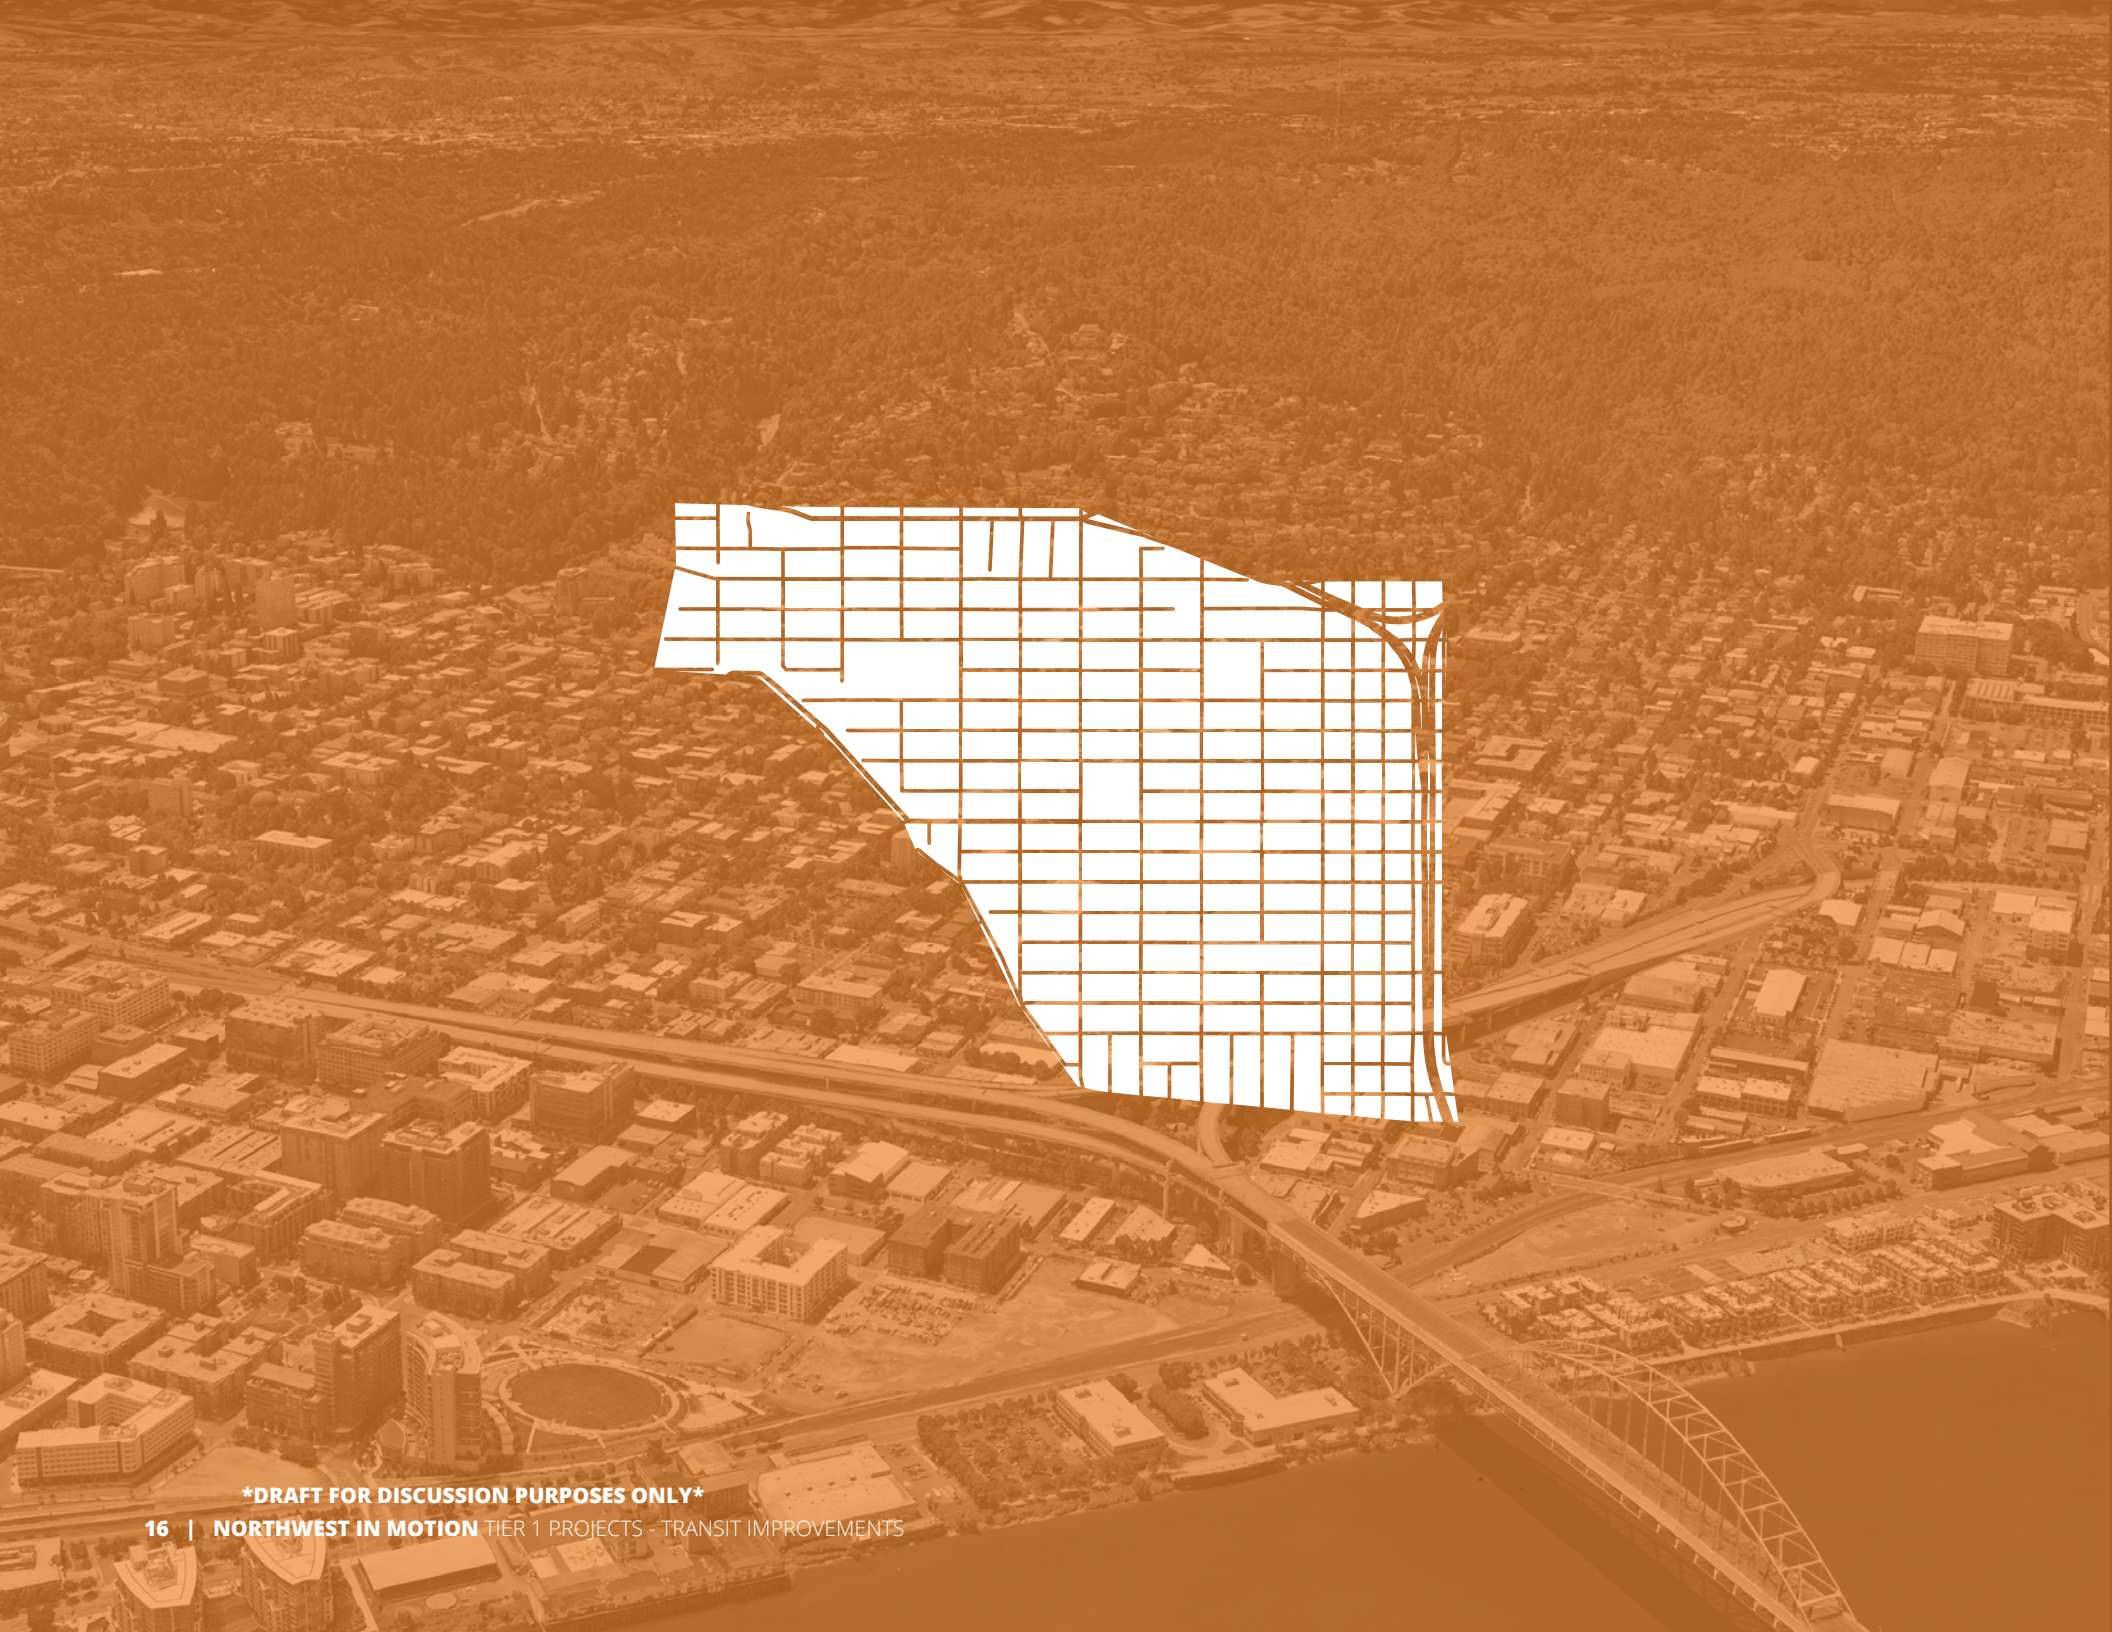 *DRAFT FOR DISCUSSION PURPOSES ONLY*
16 | NORTHWEST IN MOTION TIER 1 PROJECTS - TRANSIT IMPROVEMENTS